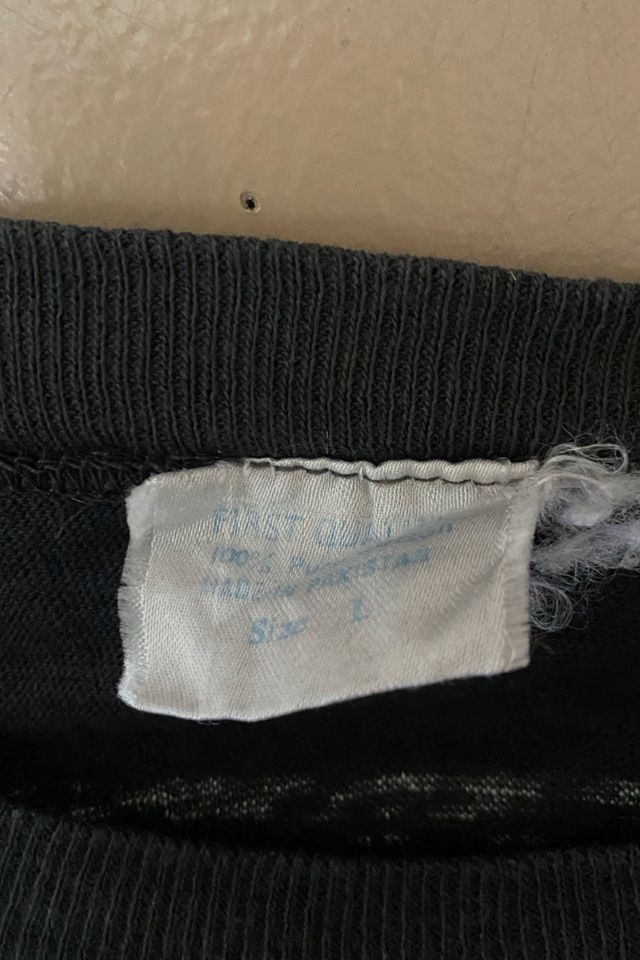 FIRST QUALITY
100%
MADE IN PAKISTAN
Size L